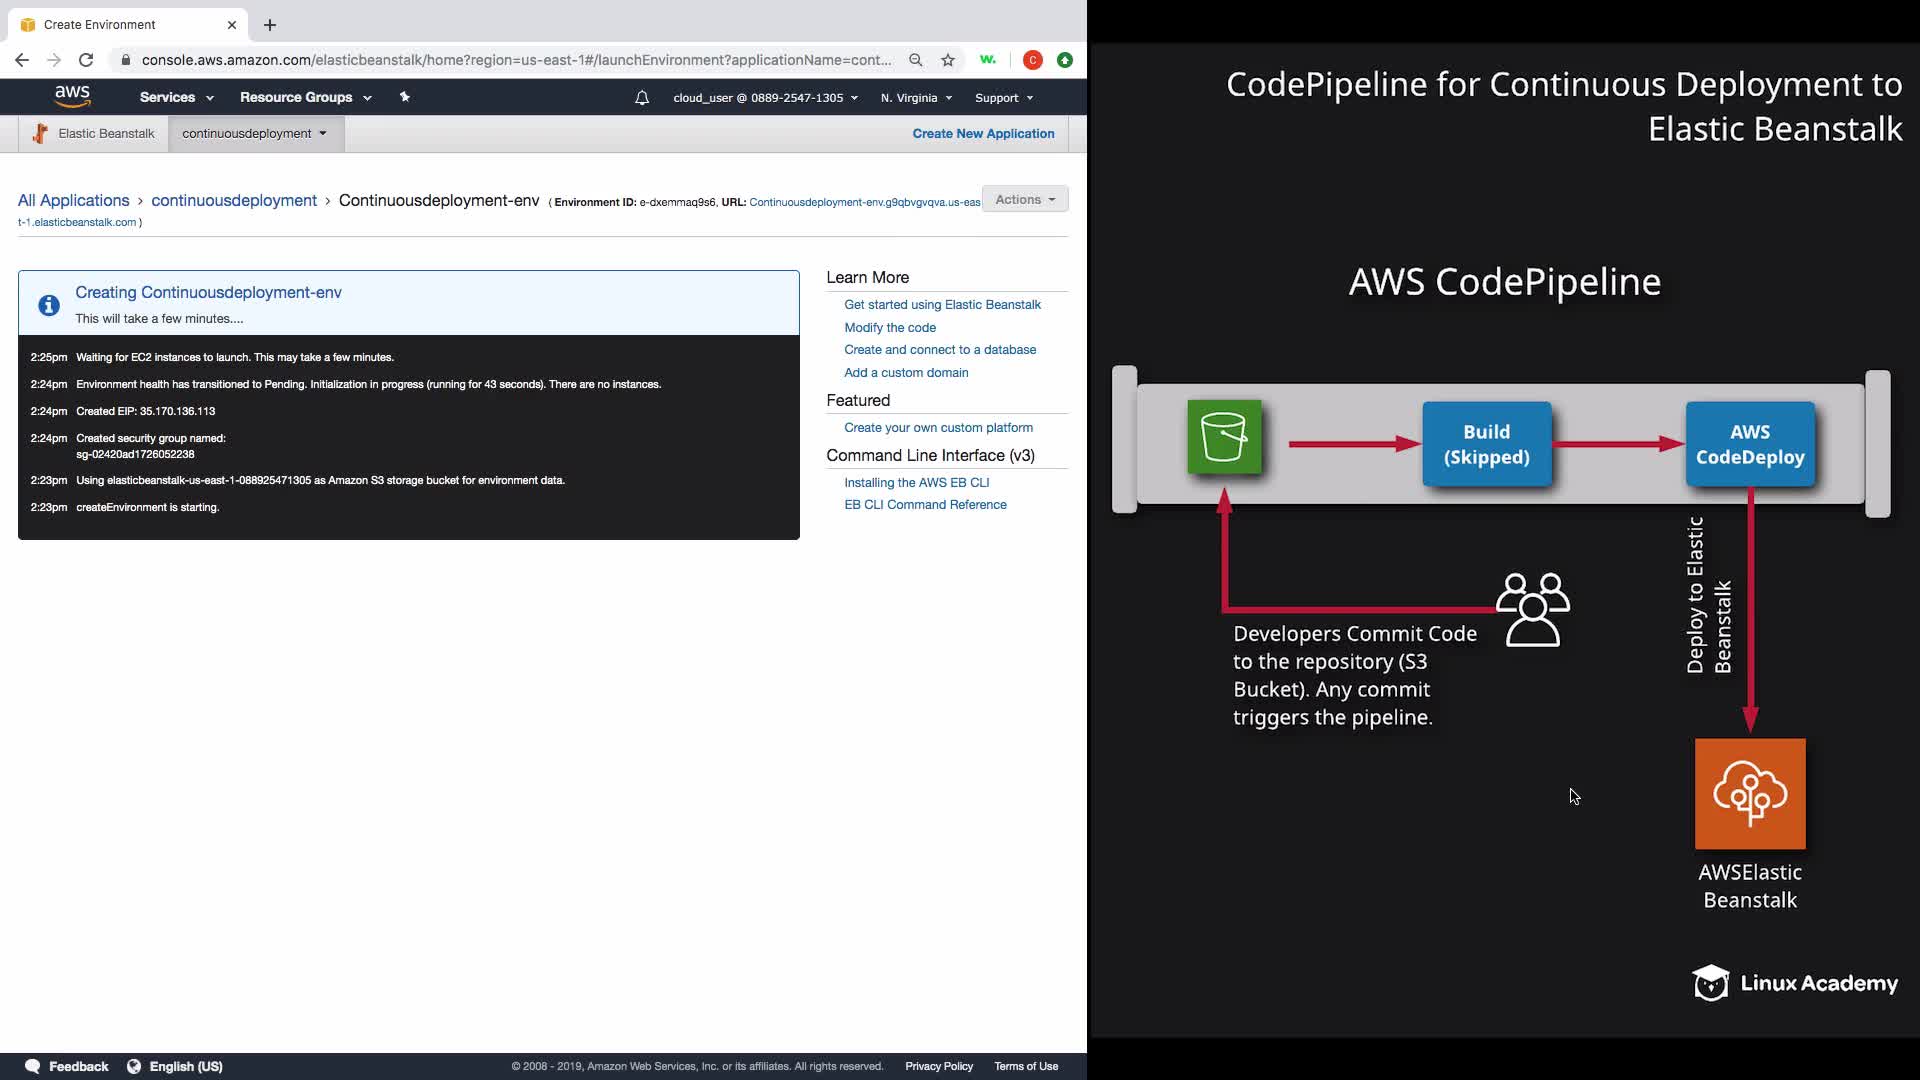 Create Environment
console.aws.amazon.com/elasticbeanstalk/home?region=us-east-1#/launchEnvironment?applicationName=cont...
w.
C
aws
Services
Resource Groups
cloud_user @ 0889-2547-1305
N. Virginia
Support
Elastic Beanstalk
continuousdeployment
Create New Application
All Applications › continuousdeployment › Continuousdeployment-env ( Environment ID: e-dxemmaq9s6, URL: Continuousdeployment-env.g9qbvgvqva.us-eas
t-1.elasticbeanstalk.com )
Actions
Creating Continuousdeployment-env
This will take a few minutes....
2:25pm Waiting for EC2 instances to launch. This may take a few minutes.
2:24pm Environment health has transitioned to Pending. Initialization in progress (running for 43 seconds). There are no instances.
2:24pm Created EIP: 35.170.136.113
2:24pm Created security group named:
sg-02420ad1726052238
2:23pm Using elasticbeanstalk-us-east-1-088925471305 as Amazon S3 storage bucket for environment data.
2:23pm createEnvironment is starting.
Learn More
Get started using Elastic Beanstalk
Modify the code
Create and connect to a database
Add a custom domain
Featured
Create your own custom platform
Command Line Interface (v3)
Installing the AWS EB CLI
EB CLI Command Reference
Feedback
English (US)
© 2008 - 2019, Amazon Web Services, Inc. or its affiliates. All rights reserved.
Privacy Policy
Terms of Use
CodePipeline for Continuous Deployment to
Elastic Beanstalk
AWS CodePipeline
Build
(Skipped)
AWS
CodeDeploy
Developers Commit Code
to the repository (S3
Bucket). Any commit
triggers the pipeline.
Deploy to Elastic
Beanstalk
AWSElastic
Beanstalk
Linux Academy